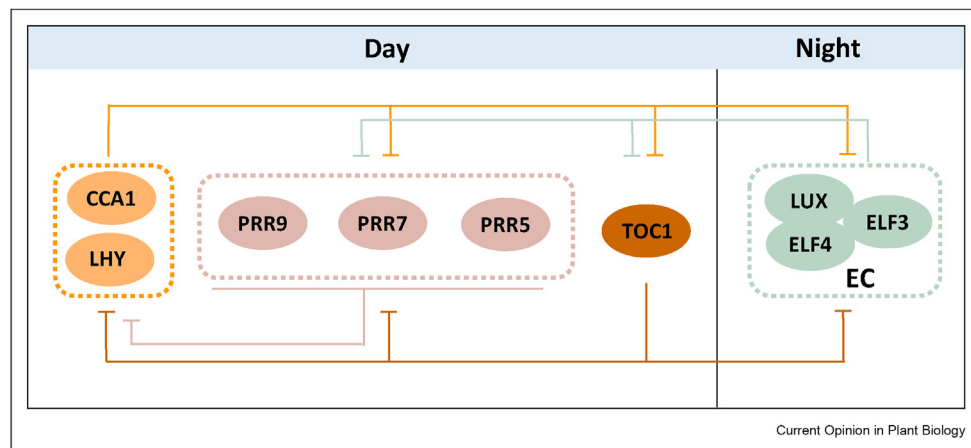 Day
Night
CCA1
LHY
PRR9
PRR7
PRR5
TOC1
LUX
ELF3
ELF4
EC
Current Opinion in Plant Biology